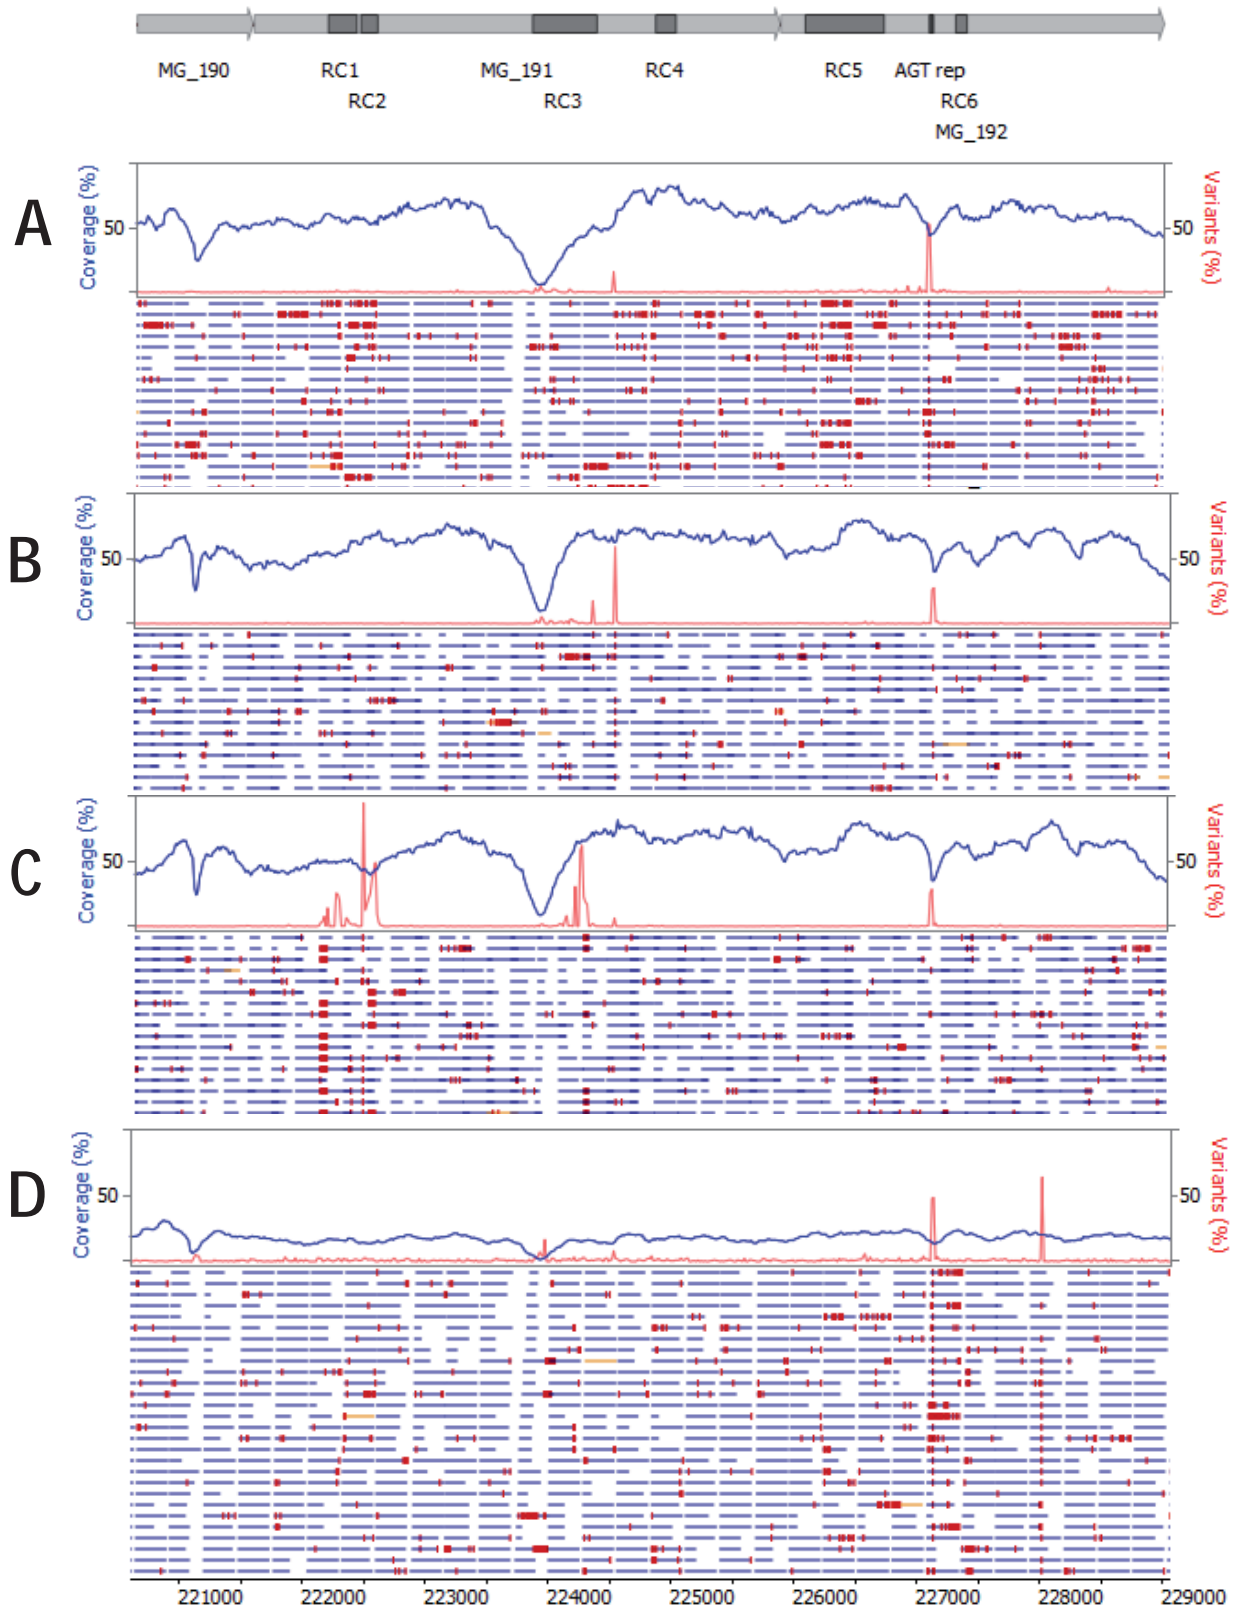 MG_190 RC1 MG_191 RC4 RC5 AGT rep
RC2 RC3 RC6
MG_192
A
Coverage (%)
50
50
Variants (%)
B
Coverage (%)
50
50
Variants (%)
C
Coverage (%)
50
50
Variants (%)
D
Coverage (%)
50
50
Variants (%)
221000 222000 223000 224000 225000 226000 227000 228000 229000